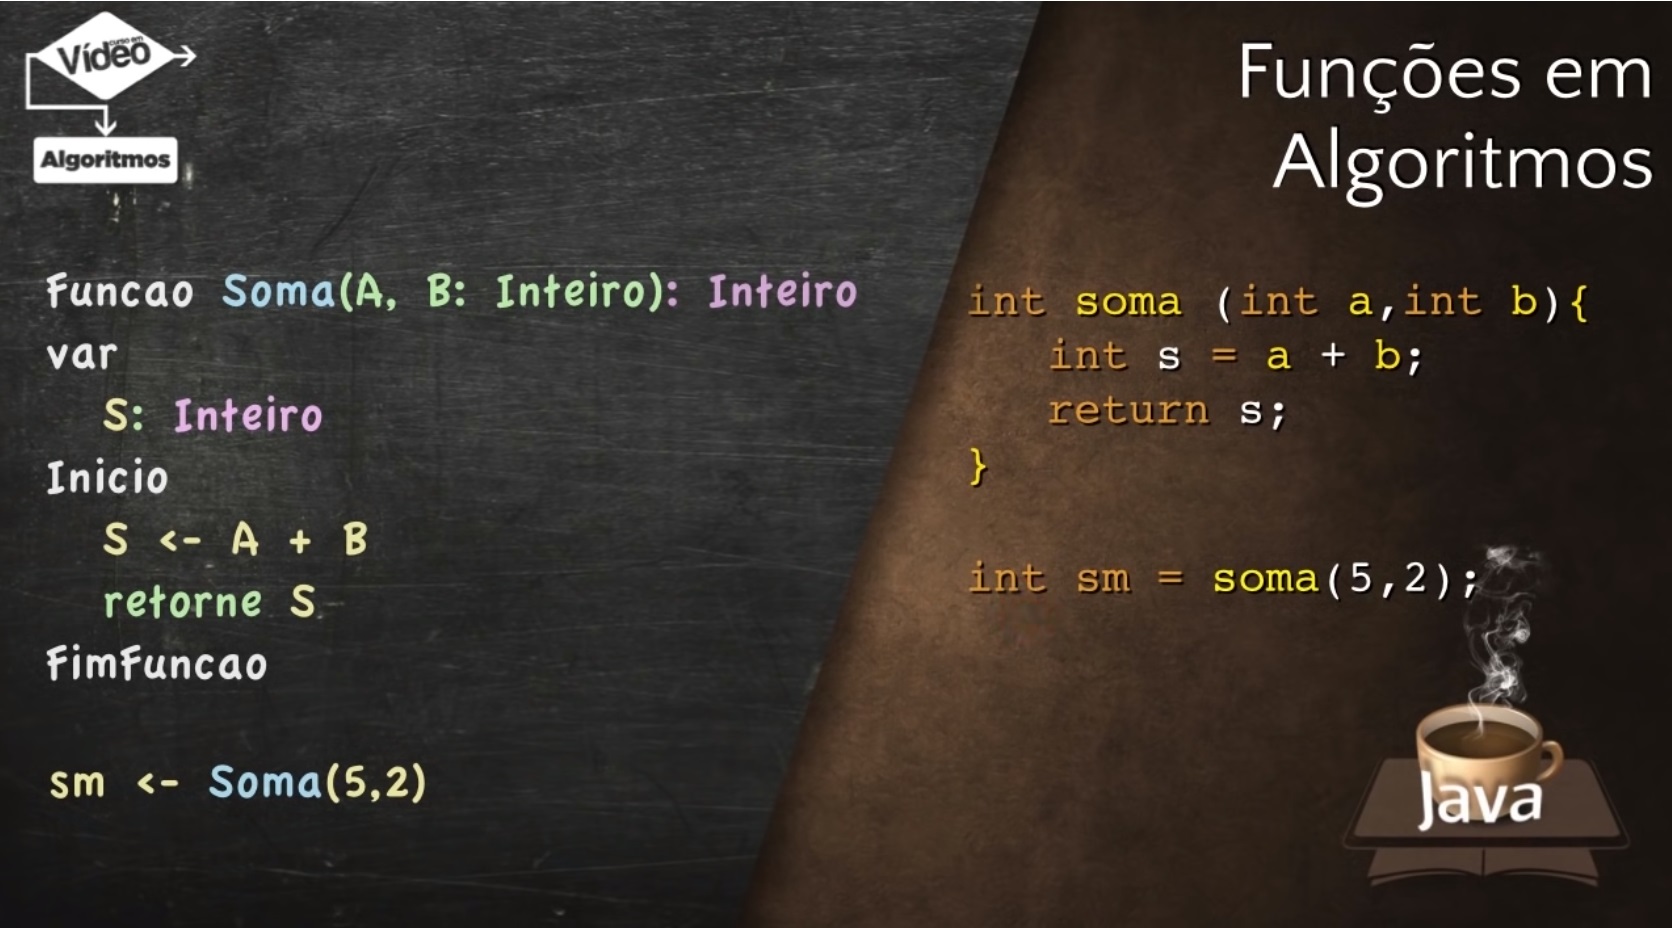 curso em
Vídeo
Algoritmos
Funções em
Algoritmos
Funcao Soma(A, B: Inteiro): Inteiro
var
S: Inteiro
Inicio
S <- A + B
retorne S
FimFuncao
sm <- Soma(5,2)
int soma (int a,int b){
int s = a + b;
return s;
}
int sm = soma(5,2);
Java